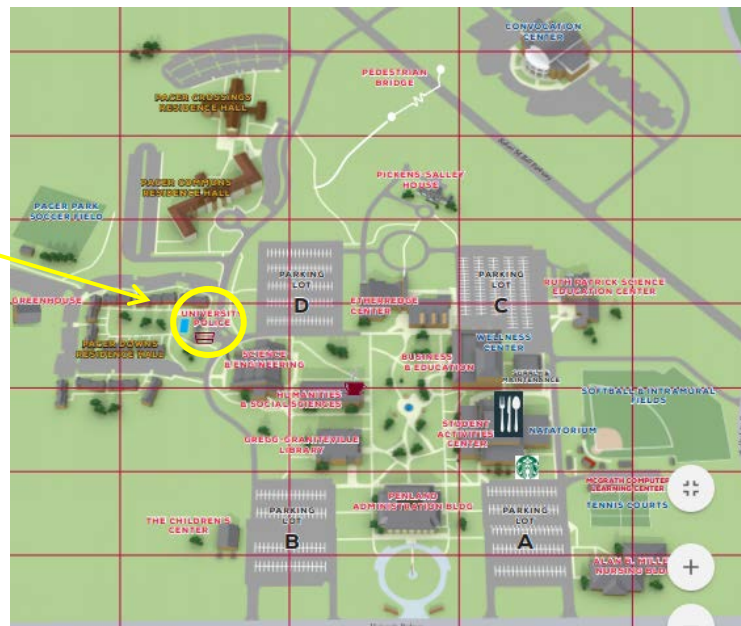 CONVOCATION
CENTER
PEDESTRIAN
BRIDGE
PACER CROSSINGS
RESIDENCE HALL
PACER COMMONS
RESIDENCE HALL
PICKENS-SALLEY
HOUSE
PACER PARK
SOCCER FIELD
PARKING
LOT
D
PARKING
LOT
C
RUTH PATRICK SCIENCE
EDUCATION CENTER
GREENHOUSE
ETHERREDGE
CENTER
UNIVERSITY
POLICE
PACER DOWNS
RESIDENCE HALL
WELLNESS
CENTER
SCIENCE
& ENGINEERING
BUSINESS
& EDUCATION
SUPPLY &
MAINTENANCE
HUMANITIES
& SOCIAL SCIENCES
SOFTBALL & INTRAMURAL
FIELDS
STUDENT
ACTIVITIES
CENTER
NATATORIUM
GREGG-GRANITEVILLE
LIBRARY
MCGRATH COMPUTER
LEARNING CENTER
TENNIS COURTS
PENLAND
ADMINISTRATION BLDG
PARKING
LOT
B
PARKING
LOT
A
THE CHILDREN'S
CENTER
NURSING